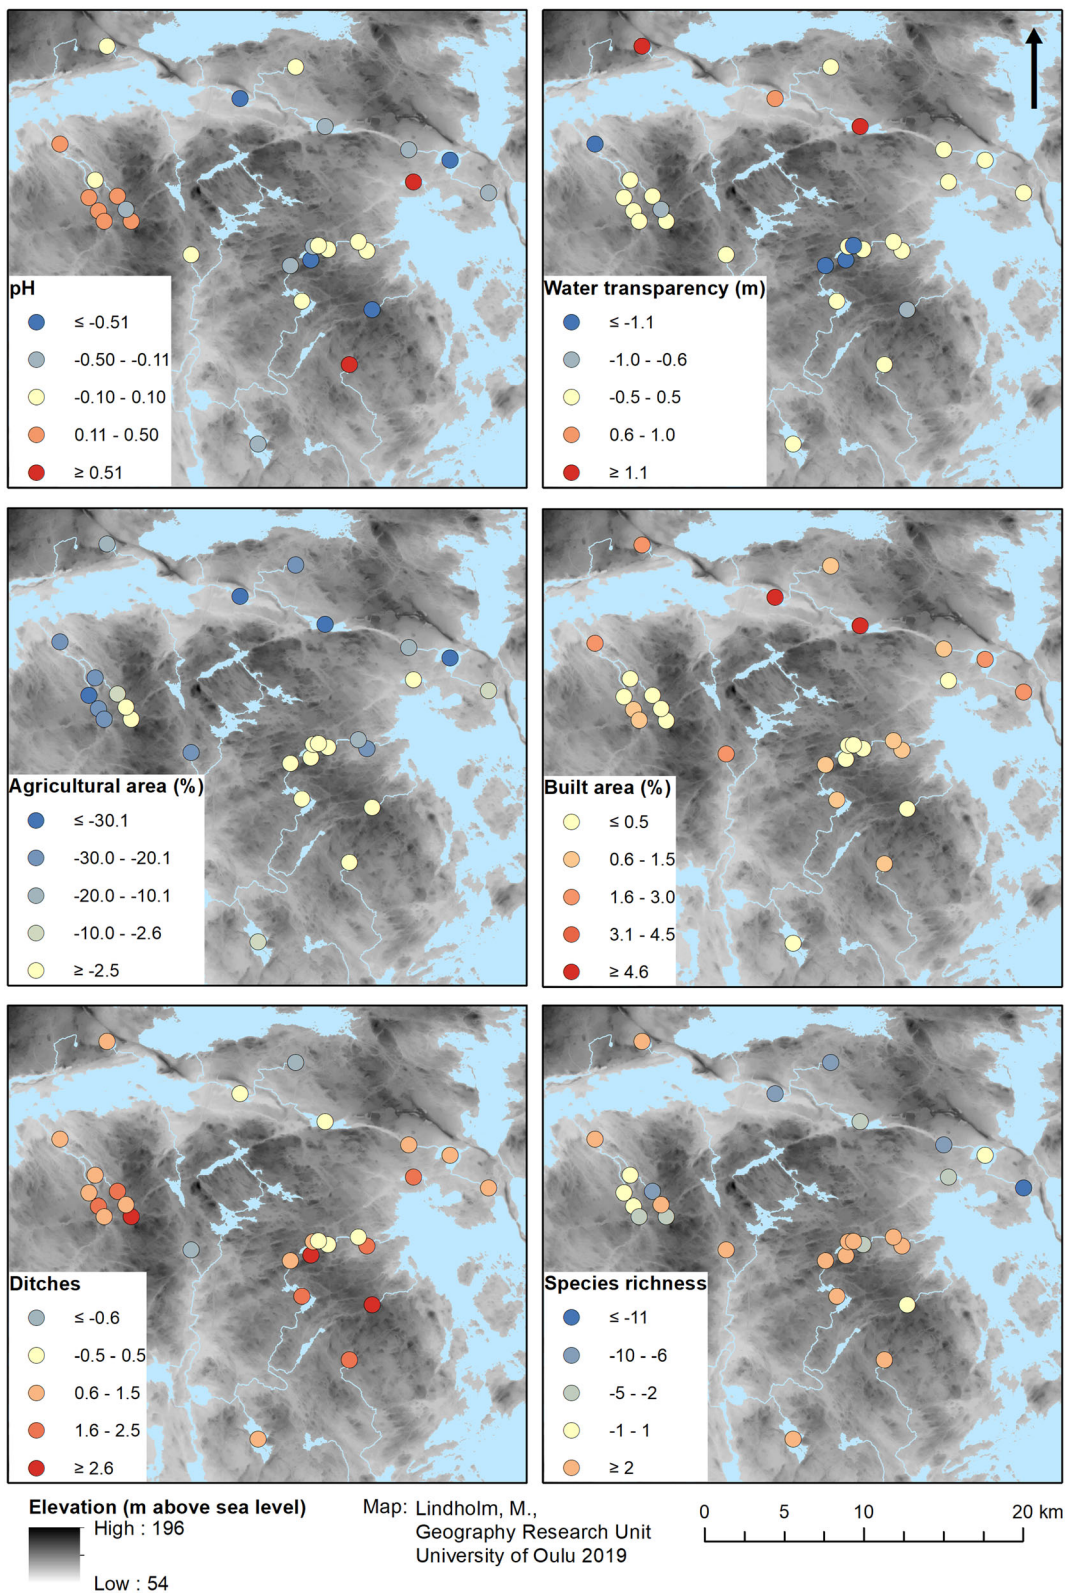 pH
≤ -0.51
-0.50 - -0.11
-0.10 - 0.10
0.11 - 0.50
≥ 0.51
Water transparency (m)
≤ -1.1
-1.0 - -0.6
-0.5 - 0.5
0.6 - 1.0
≥ 1.1
Agricultural area (%)
≤ -30.1
-30.0 - -20.1
-20.0 - -10.1
-10.0 - -2.6
≥ -2.5
Built area (%)
≤ 0.5
0.6 - 1.5
1.6 - 3.0
3.1 - 4.5
≥ 4.6
Ditches
≤ -0.6
-0.5 - 0.5
0.6 - 1.5
1.6 - 2.5
≥ 2.6
Species richness
≤ -11
-10 - -6
-5 - -2
-1 - 1
≥ 2
Elevation (m above sea level)
High : 196
Low : 54
Map: Lindholm, M.,
Geography Research Unit
University of Oulu 2019
0 5 10 20 km